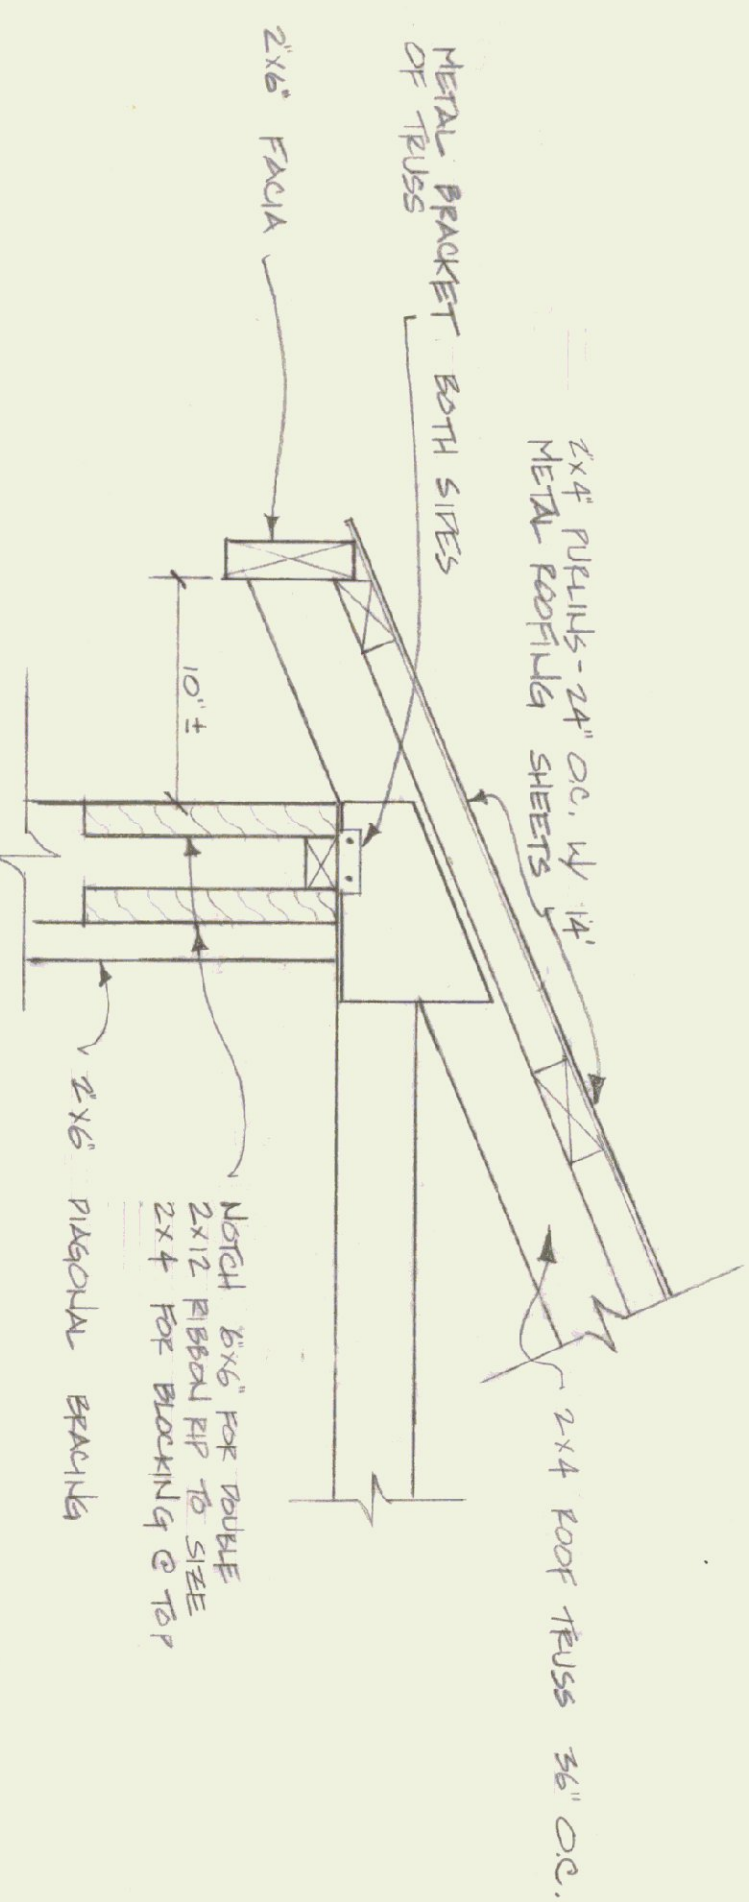 2"x4" PURLINS-24" O.C. W/ 14'
METAL ROOFING SHEETS
METAL BRACKET BOTH SIDES
OF TRUSS
2"x6" FACIA
10"±
2x4 ROOF TRUSS 36" O.C.
NOTCH 6x6" FOR DOUBLE
2x12 RIBBON RIP TO SIZE
2x4 FOR BLOCKING @ TOP
2"x6" DIAGONAL BRACING